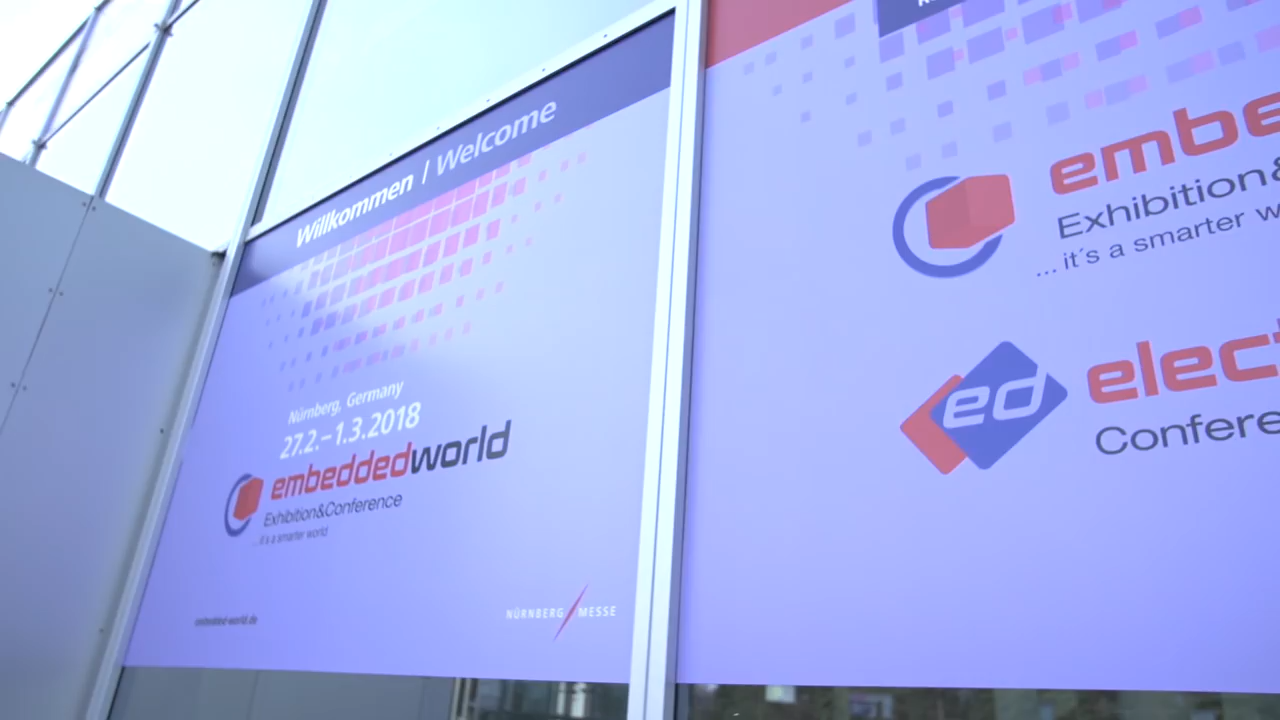 Willkommen | Welcome
Nürnberg, Germany
27.2.–1.3.2018
embeddedworld
Exhibition&Conference
...it's a smarter world
embedded-world.de
NÜRNBERG MESSE
embe
Exhibition&
...it´s a smarter w
ed
elect
Confere